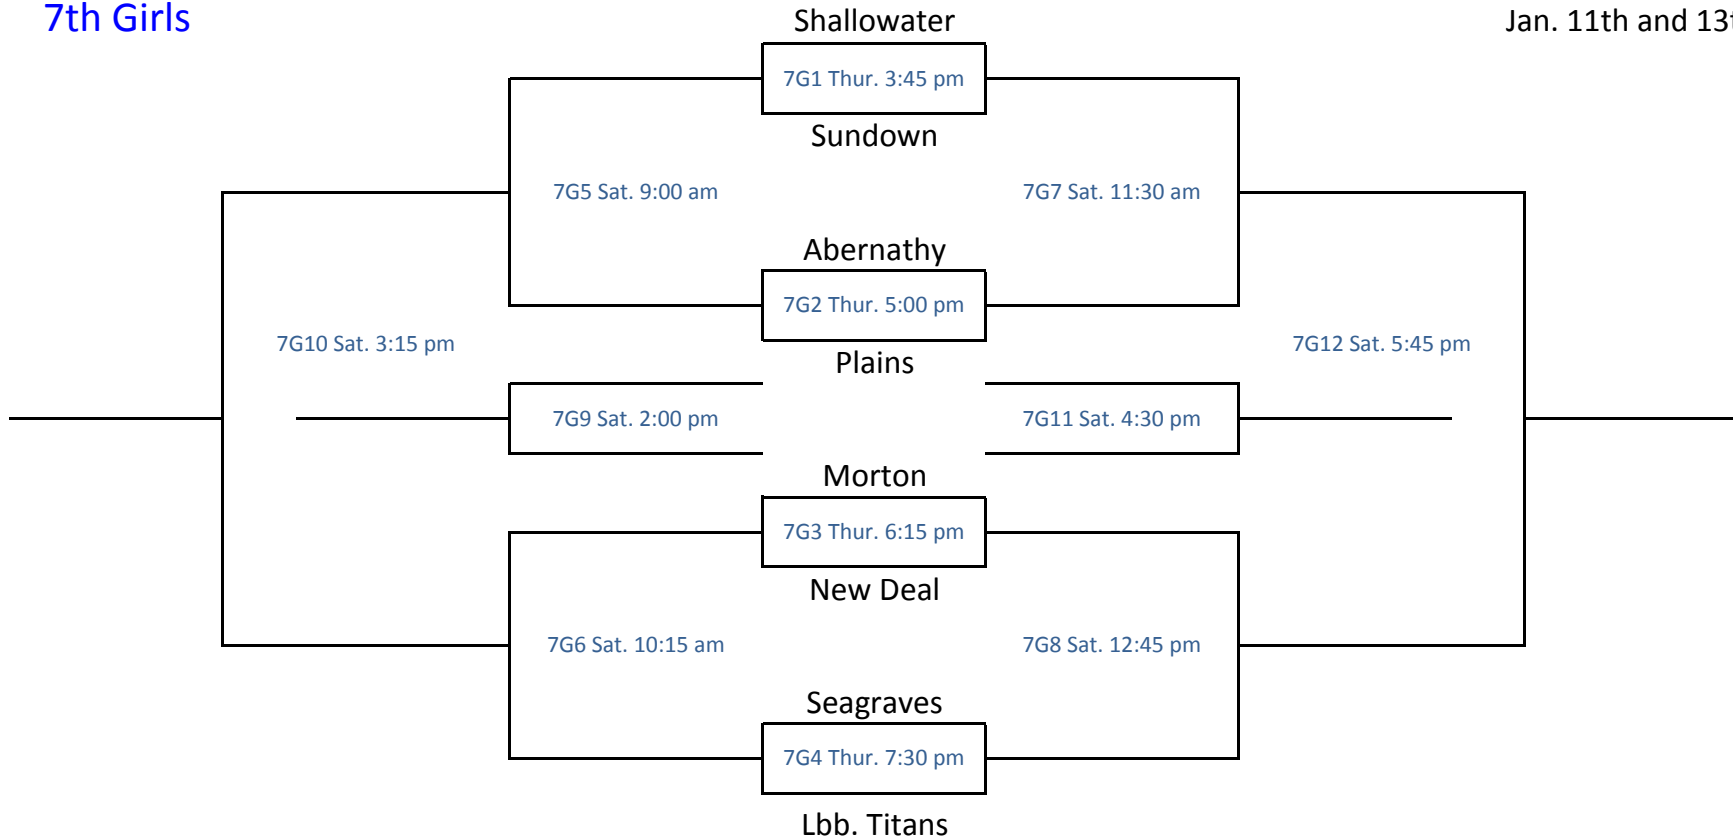 7th Girls
Shallowater
Jan. 11th and 13t
7G1 Thur. 3:45 pm
Sundown
7G5 Sat. 9:00 am
7G7 Sat. 11:30 am
Abernathy
7G2 Thur. 5:00 pm
7G10 Sat. 3:15 pm
7G12 Sat. 5:45 pm
Plains
7G9 Sat. 2:00 pm
7G11 Sat. 4:30 pm
Morton
7G3 Thur. 6:15 pm
New Deal
7G6 Sat. 10:15 am
7G8 Sat. 12:45 pm
Seagraves
7G4 Thur. 7:30 pm
Lbb. Titans